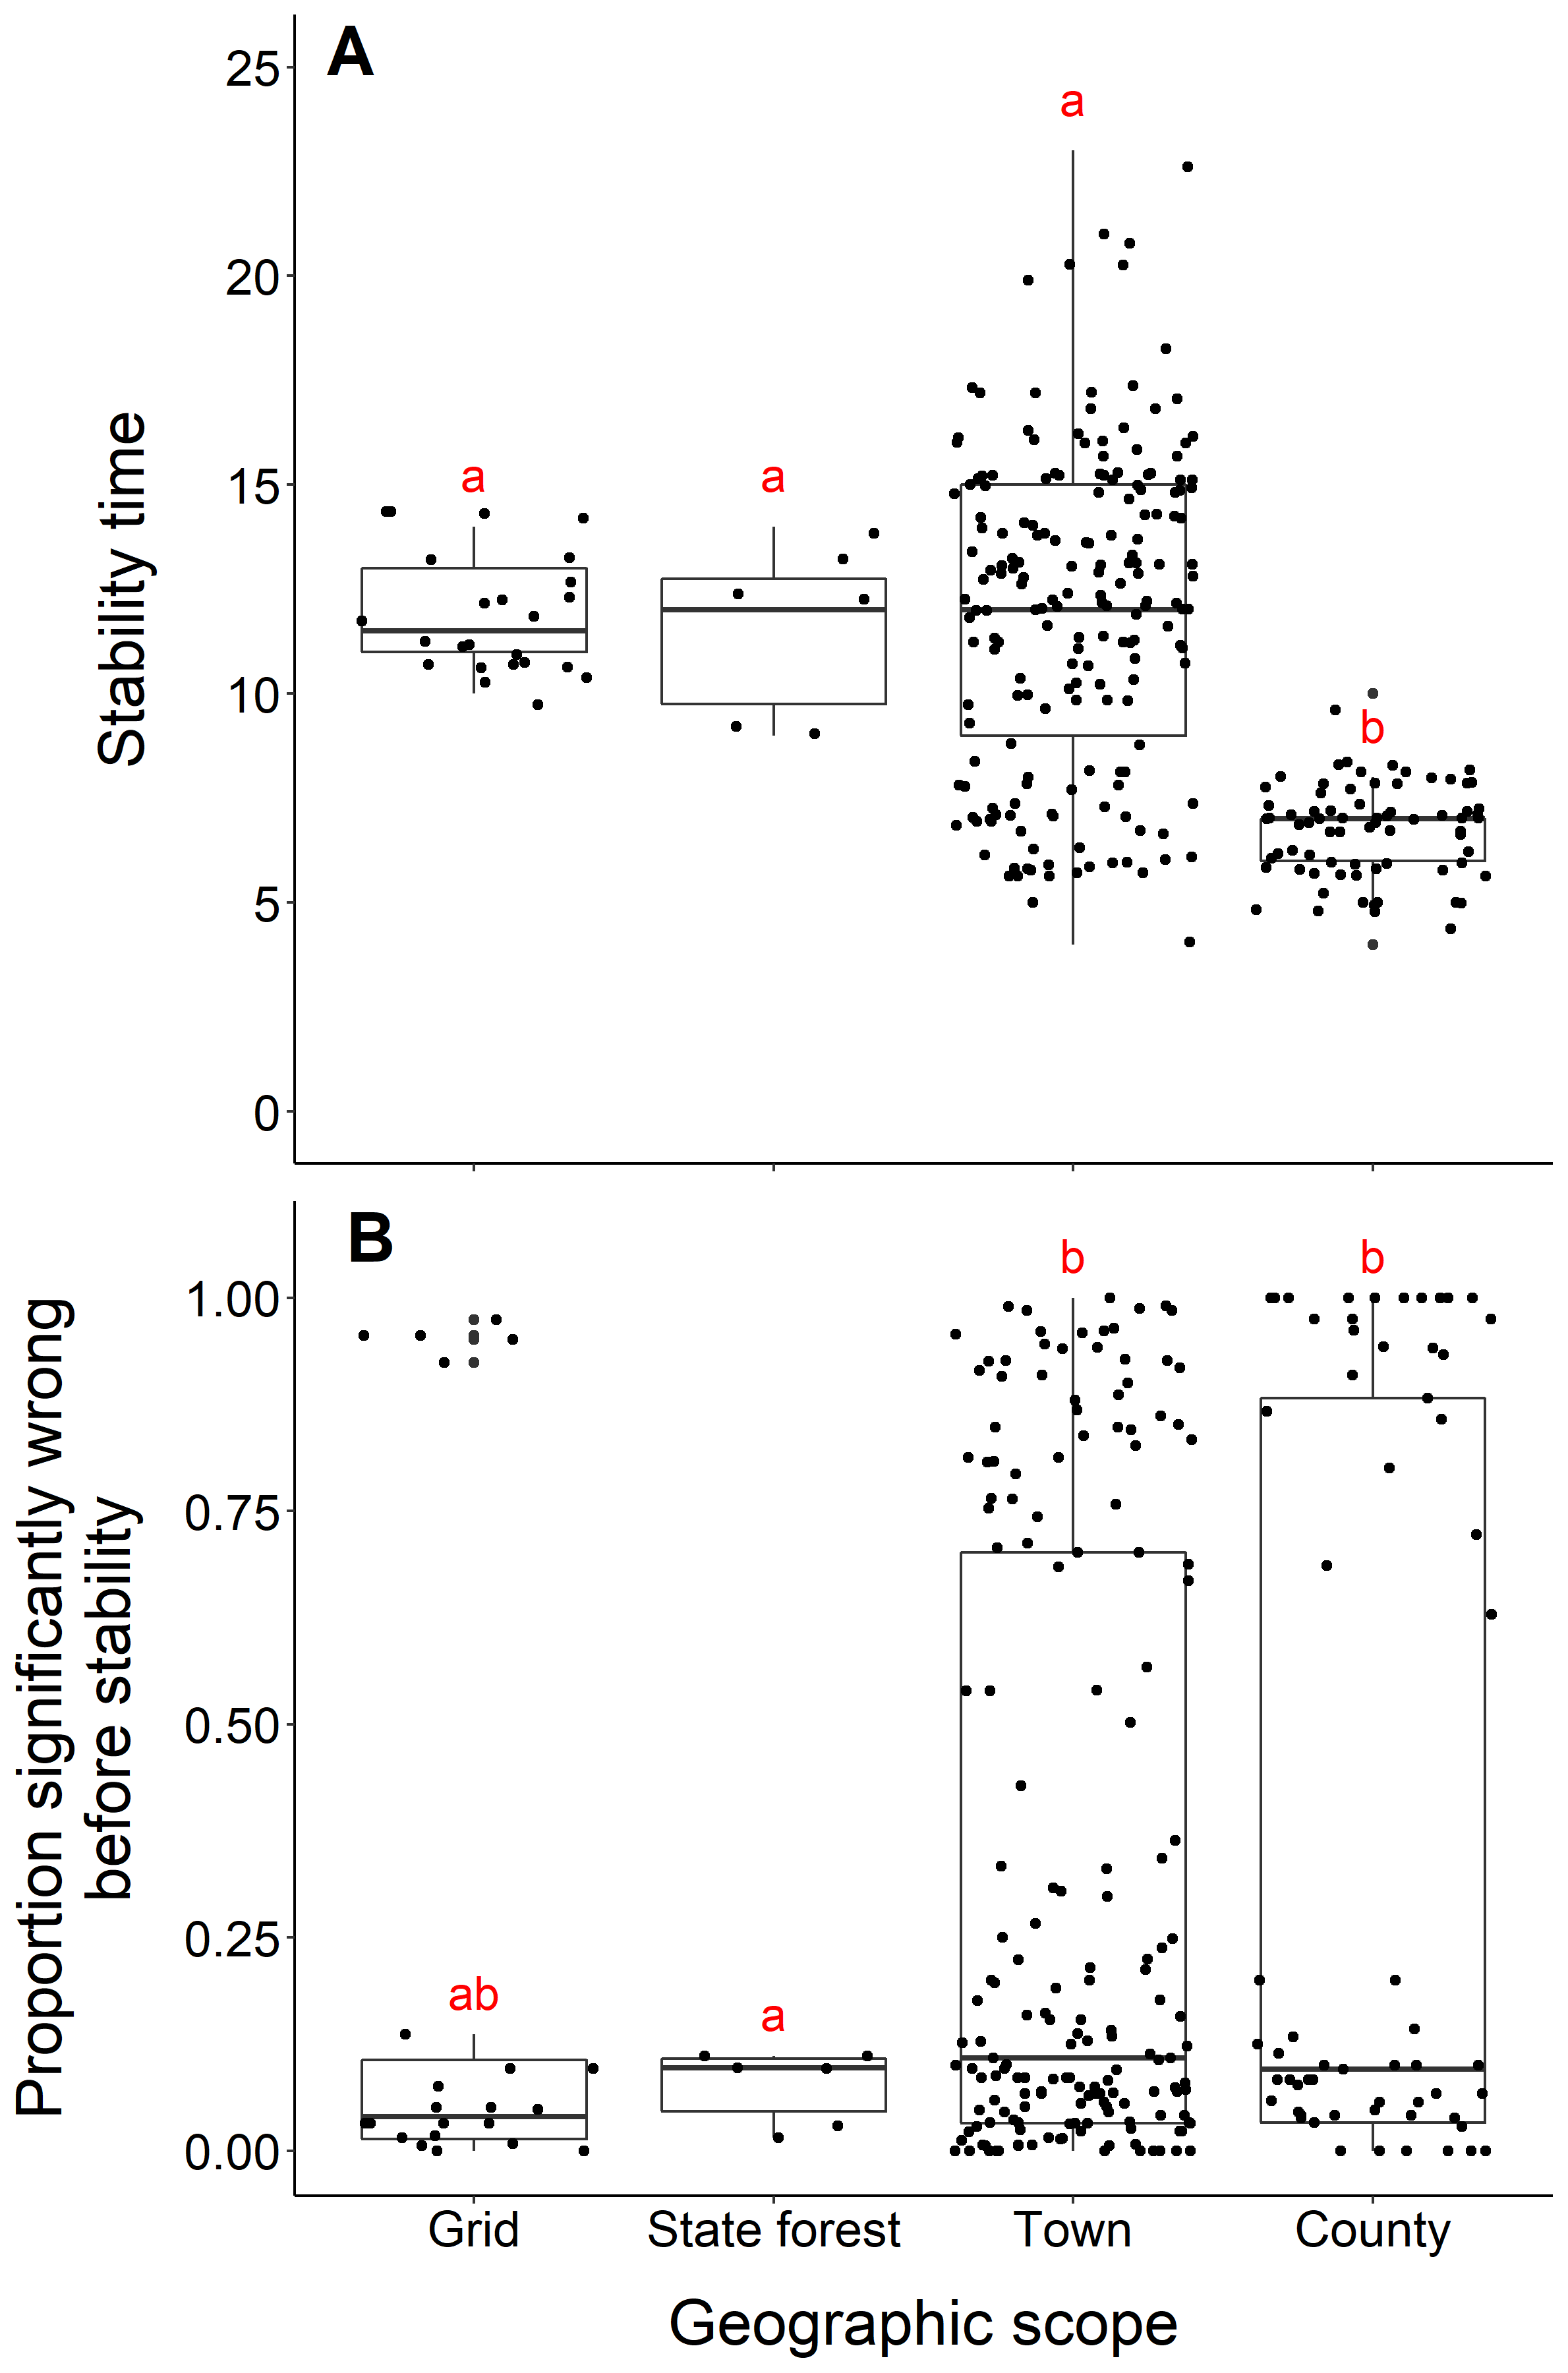 A
25
20
15
10
5
0
Stability time
a
a
a
b
B
1.00
0.75
0.50
0.25
0.00
Proportion significantly wrong
before stability
ab
a
b
b
Grid
State forest
Town
County
Geographic scope